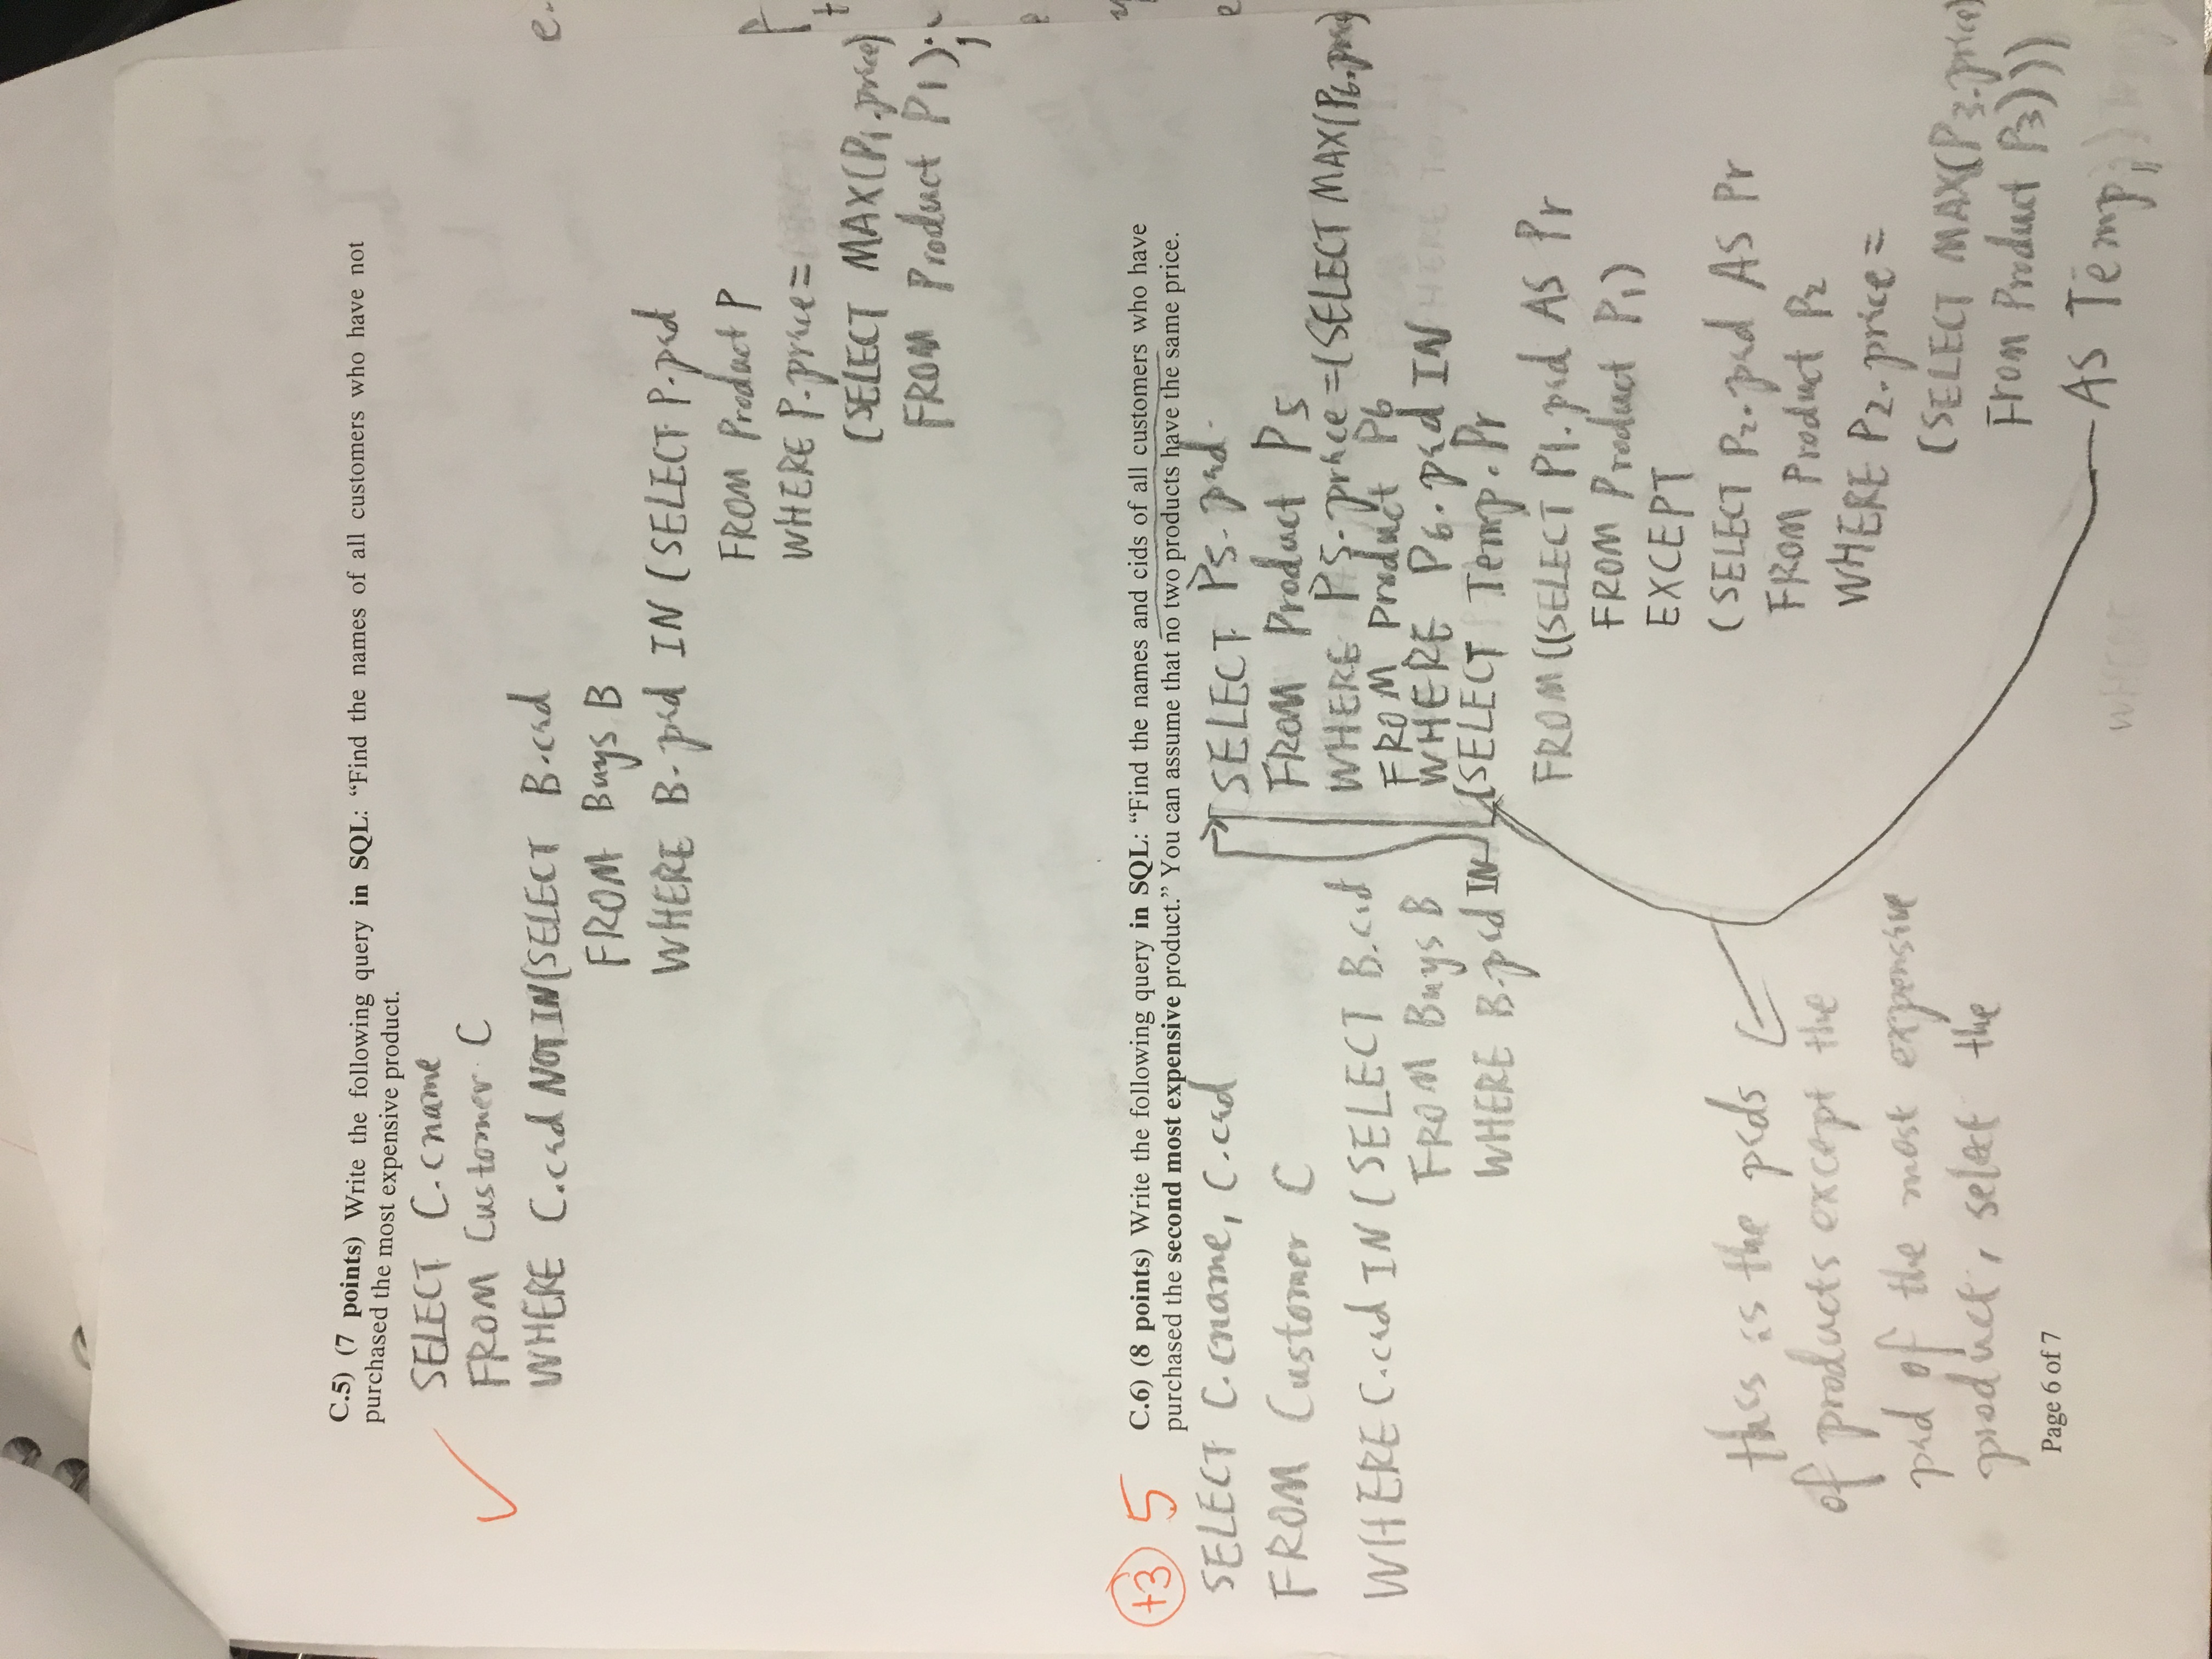 C.5) (7 points) Write the following query in SQL: “Find the names of all customers who have not
purchased the most expensive product.
SELECT C.cname
FROM Customer C
WHERE C.cid NOT IN (SELECT B.cid
FROM Buys B
WHERE B.pid IN (SELECT P.pid
FROM Product P
WHERE P.price =
(SELECT MAX(P1.price)
FROM Product P1);
+3 5
C.6) (8 points) Write the following query in SQL: “Find the names and cids of all customers who have
purchased the second most expensive product.” You can assume that no two products have the same price.
SELECT C.cname, C.cid
FROM Customer C
WHERE C.cid IN (SELECT B.cid
FROM Buys B
WHERE B.pid IN
SELECT P5.pid
FROM Product P5
WHERE P5.price = (SELECT MAX(P6.price)
FROM Product P6
WHERE P6.pid IN
(SELECT Temp.Pr
FROM ((SELECT P1.pid AS Pr
FROM Product P1)
EXCEPT
(SELECT P2.pid AS Pr
FROM Product P2
WHERE P2.price =
(SELECT MAX(P3.price)
From Product P3)))
AS Temp;
this is the pids
of products except the
pid of the most expensive
product, select the
Page 6 of 7